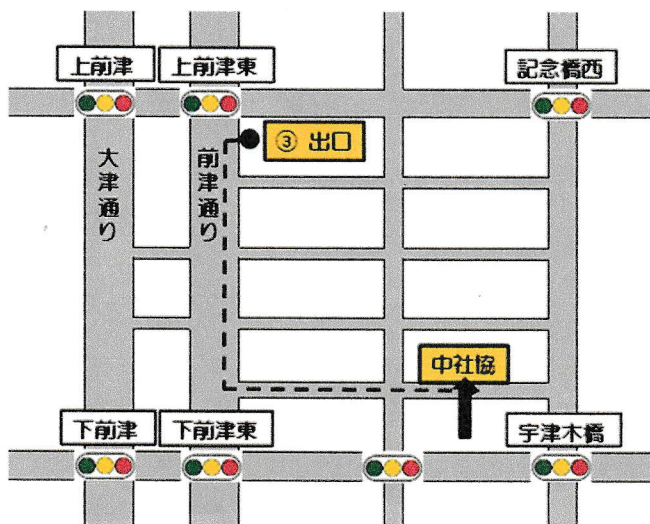 上前津
上前津東
記念橋西
③ 出口
大津通り
前津通り
中社協
下前津
下前津東
宇津木橋